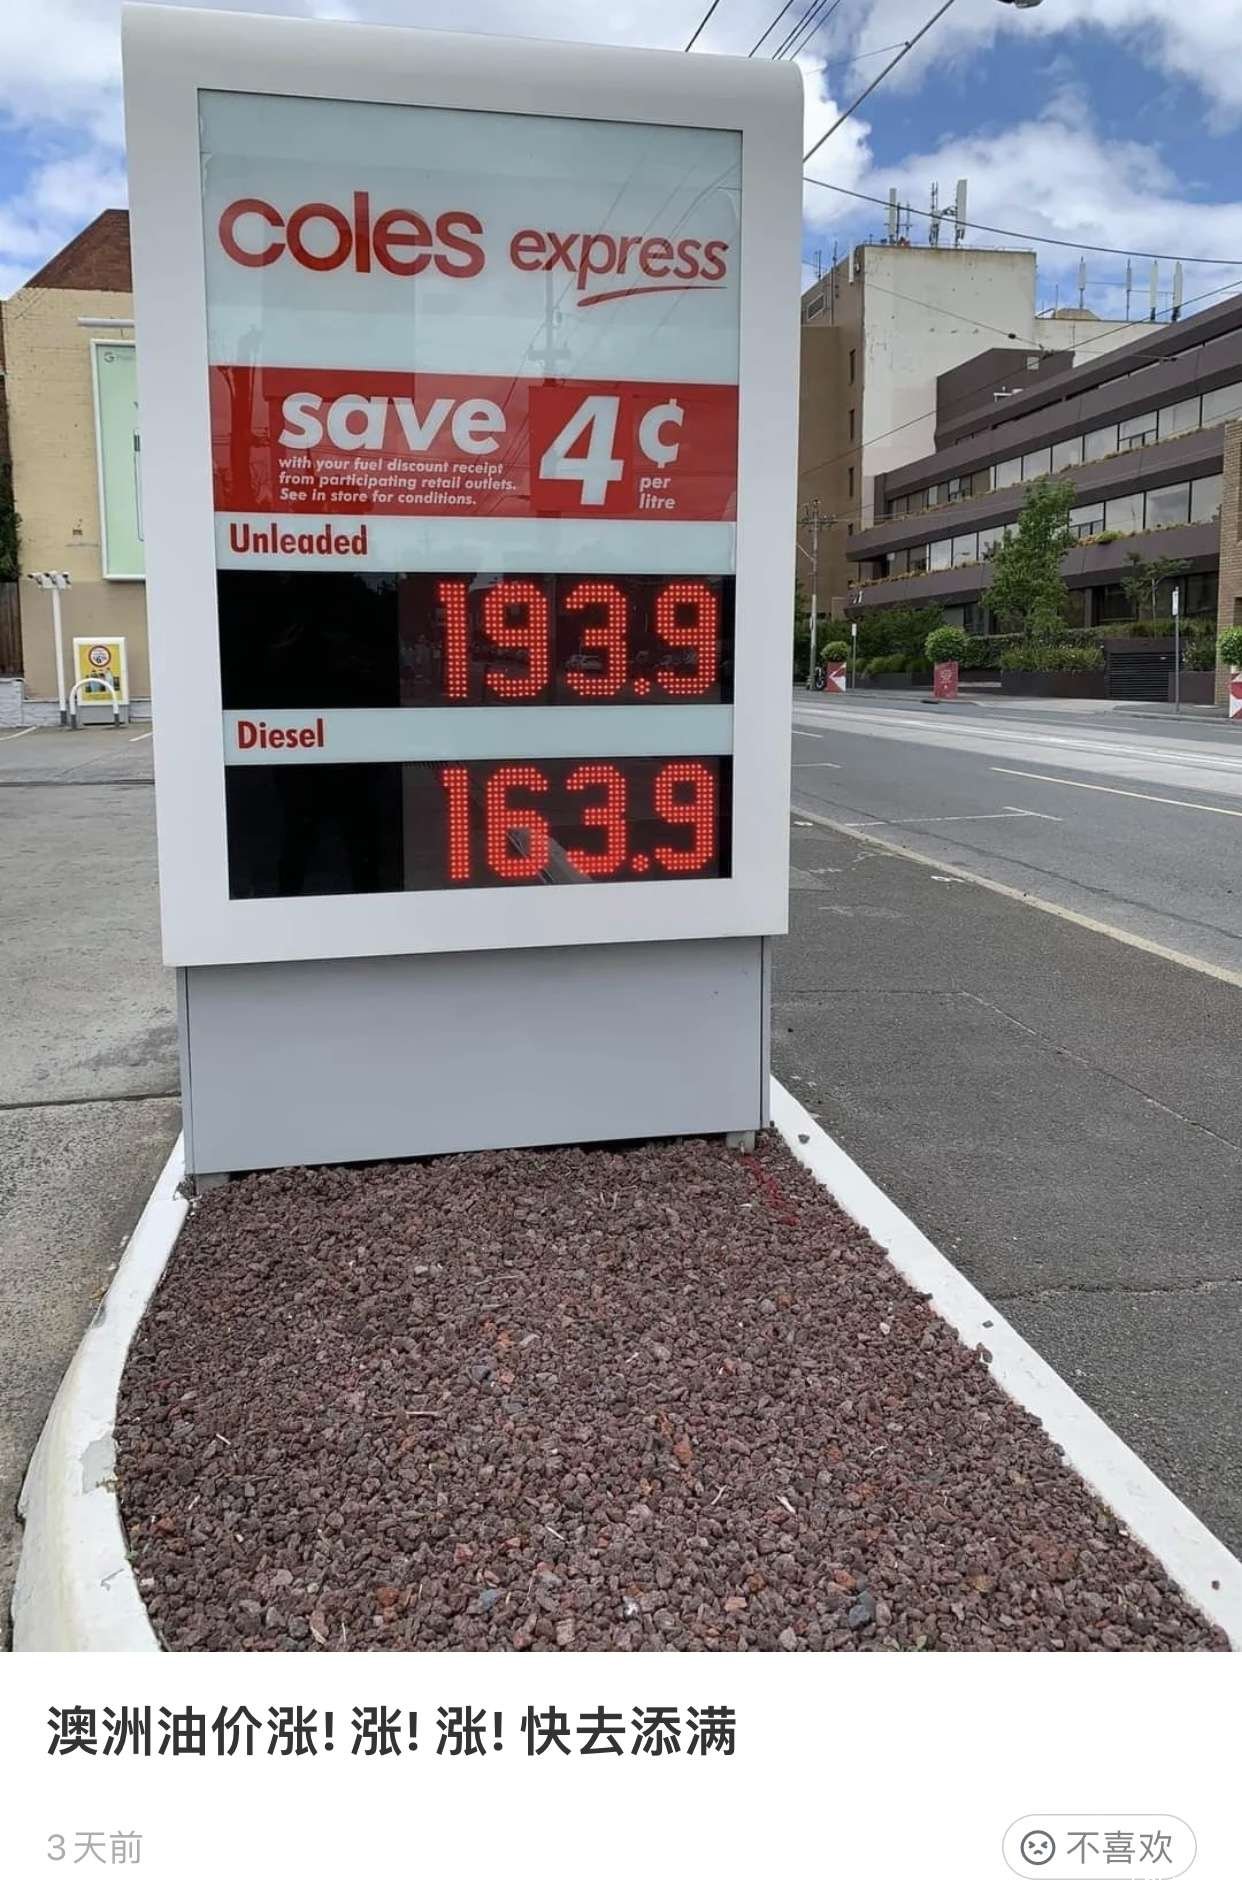 coles express
save 4¢
with your fuel discount receipt
from participating retail outlets.
See in store for conditions.
per
litre
Unleaded
193.9
Diesel
163.9
澳洲油价涨! 涨! 涨! 快去添满
3天前
不喜欢